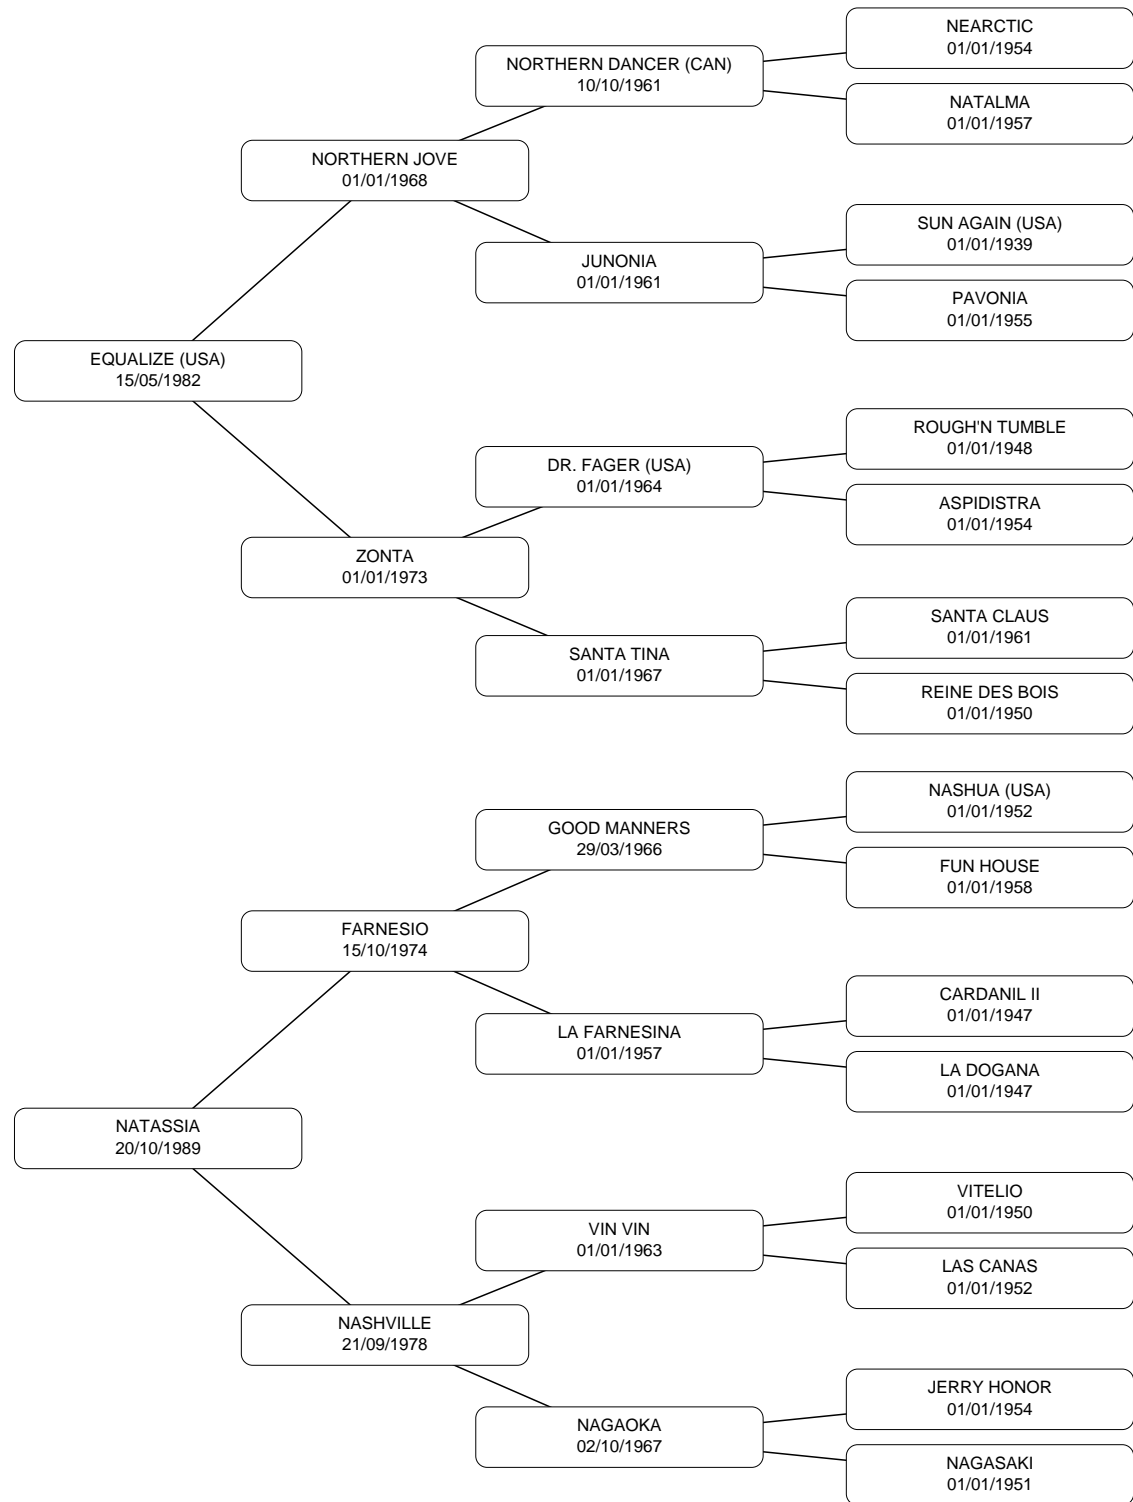 NEARCTIC
01/01/1954
NORTHERN DANCER (CAN)
10/10/1961
NATALMA
01/01/1957
NORTHERN JOVE
01/01/1968
SUN AGAIN (USA)
01/01/1939
JUNONIA
01/01/1961
PAVONIA
01/01/1955
EQUALIZE (USA)
15/05/1982
ROUGH'N TUMBLE
01/01/1948
DR. FAGER (USA)
01/01/1964
ASPIDISTRA
01/01/1954
ZONTA
01/01/1973
SANTA CLAUS
01/01/1961
SANTA TINA
01/01/1967
REINE DES BOIS
01/01/1950
NASHUA (USA)
01/01/1952
GOOD MANNERS
29/03/1966
FUN HOUSE
01/01/1958
FARNESIO
15/10/1974
CARDANIL II
01/01/1947
LA FARNESINA
01/01/1957
LA DOGANA
01/01/1947
NATASSIA
20/10/1989
VITELIO
01/01/1950
VIN VIN
01/01/1963
LAS CANAS
01/01/1952
NASHVILLE
21/09/1978
JERRY HONOR
01/01/1954
NAGAOKA
02/10/1967
NAGASAKI
01/01/1951